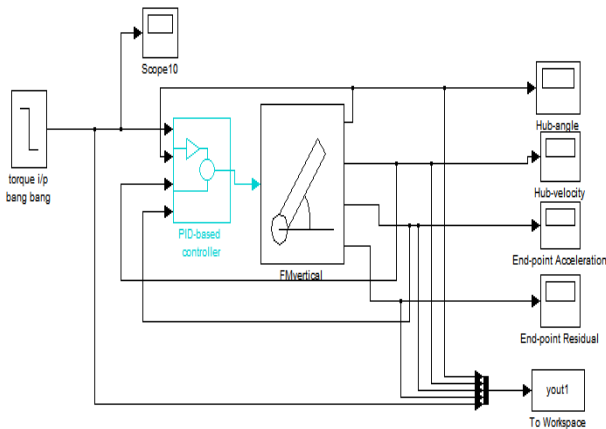 Scope10
torque i/p
bang bang
PID-based
controller
FMvertical
Hub-angle
Hub-velocity
End-point Acceleration
End-point Residual
yout1
To Workspace